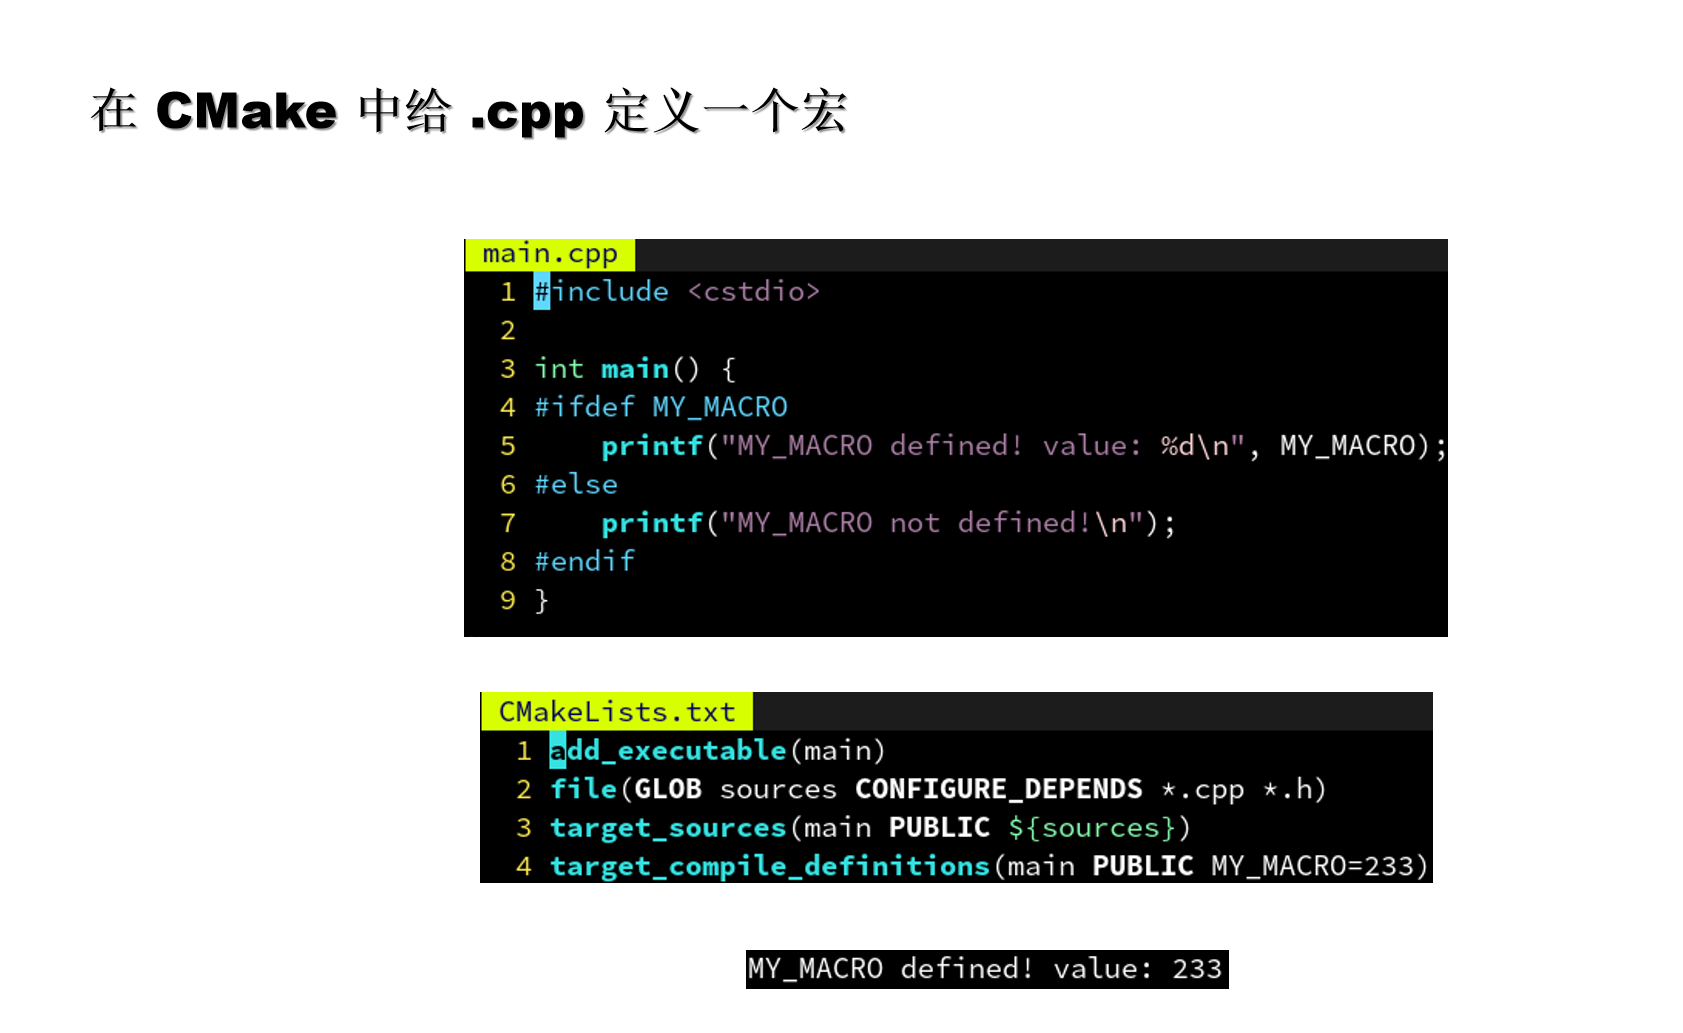 在 CMake 中给 .cpp 定义一个宏
main.cpp
1 #include <cstdio>
2
3 int main() {
4 #ifdef MY_MACRO
5     printf("MY_MACRO defined! value: %d\n", MY_MACRO);
6 #else
7     printf("MY_MACRO not defined!\n");
8 #endif
9 }
CMakeLists.txt
1 add_executable(main)
2 file(GLOB sources CONFIGURE_DEPENDS *.cpp *.h)
3 target_sources(main PUBLIC ${sources})
4 target_compile_definitions(main PUBLIC MY_MACRO=233)
MY_MACRO defined! value: 233